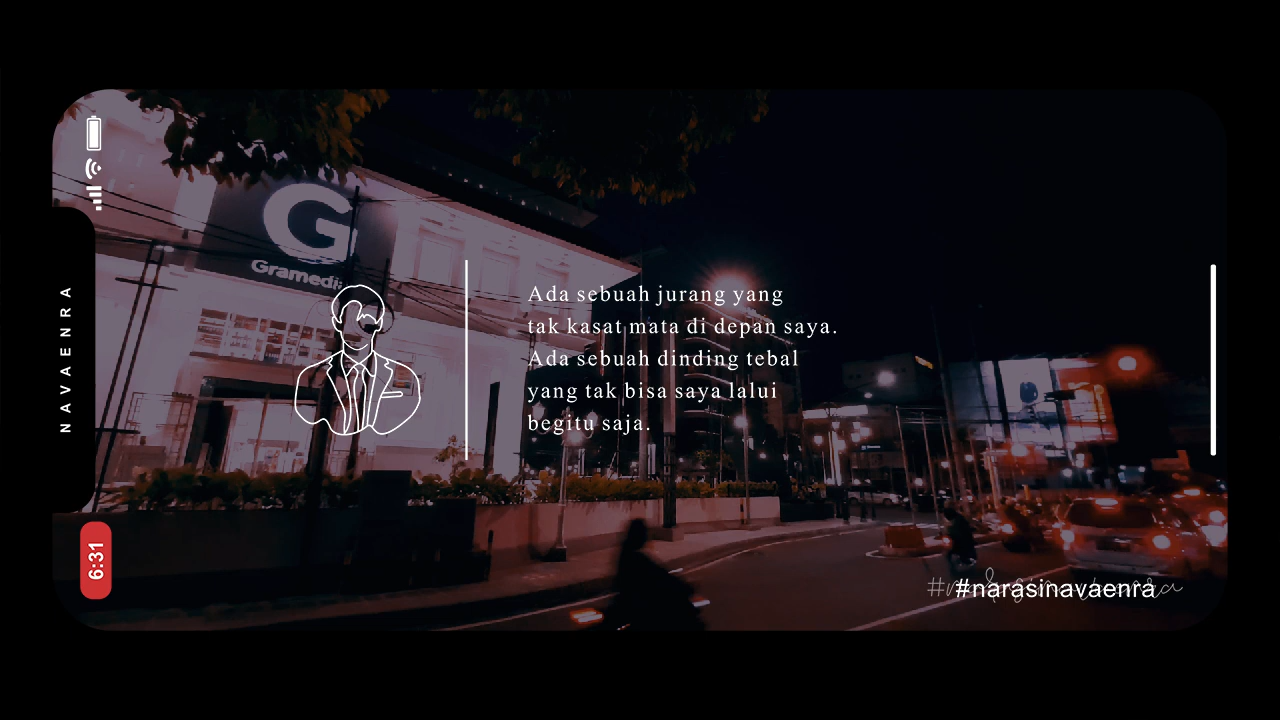 NAVAENRA
6:31
G
Gramedia
Ada sebuah jurang yang
tak kasat mata di depan saya.
Ada sebuah dinding tebal
yang tak bisa saya lalui
begitu saja.
#narasinavaenra